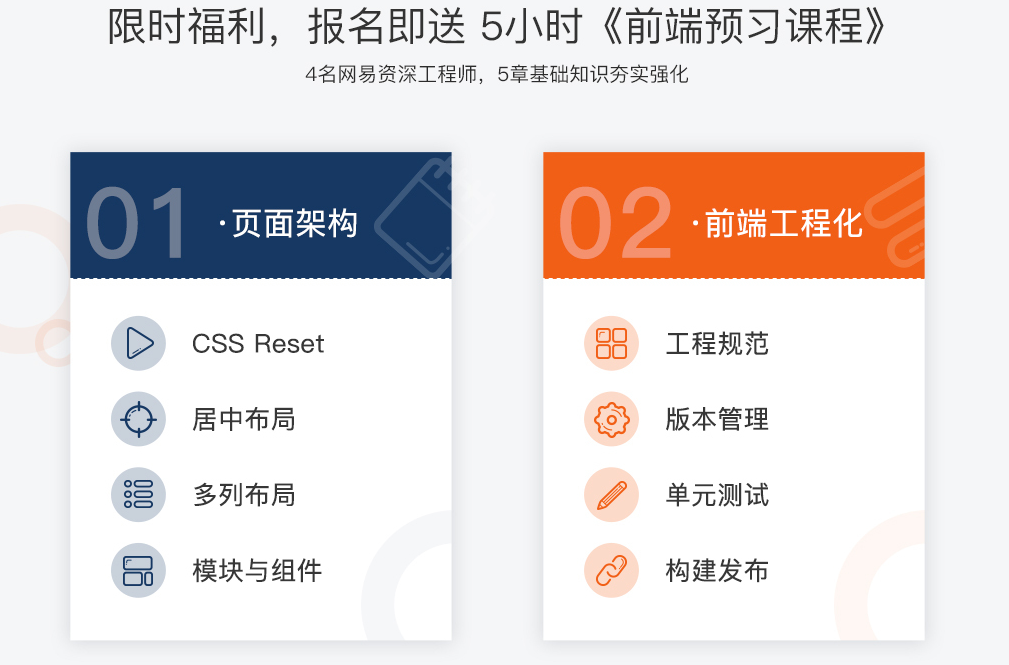 限时福利，报名即送 5小时《前端预习课程》
4名网易资深工程师，5章基础知识夯实强化
01 ·页面架构
CSS Reset
居中布局
多列布局
模块与组件
02 ·前端工程化
工程规范
版本管理
单元测试
构建发布